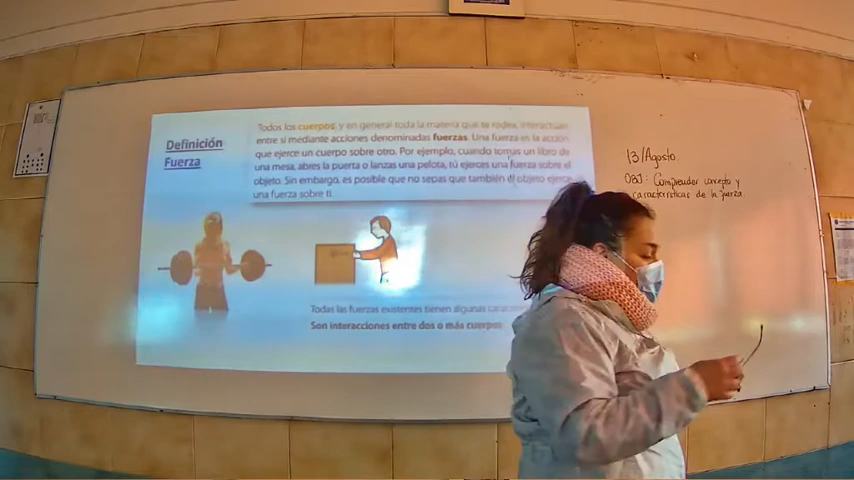 Definición
Fuerza
Todos los cuerpos, y en general toda la materia que te rodea, interactúan
entre sí mediante acciones denominadas fuerzas. Una fuerza es la acción
que ejerce un cuerpo sobre otro. Por ejemplo, cuando tomas un libro de
una mesa, abres la puerta o lanzas una pelota, tú ejerces una fuerza sobre el
objeto. Sin embargo, es posible que no sepas que también el objeto ejerce
una fuerza sobre ti.
Todas las fuerzas existentes tienen algunas
Son interacciones entre dos o más cuerpos
13/Agosto.
OBJ: Comprender concepto y
características de la fuerza